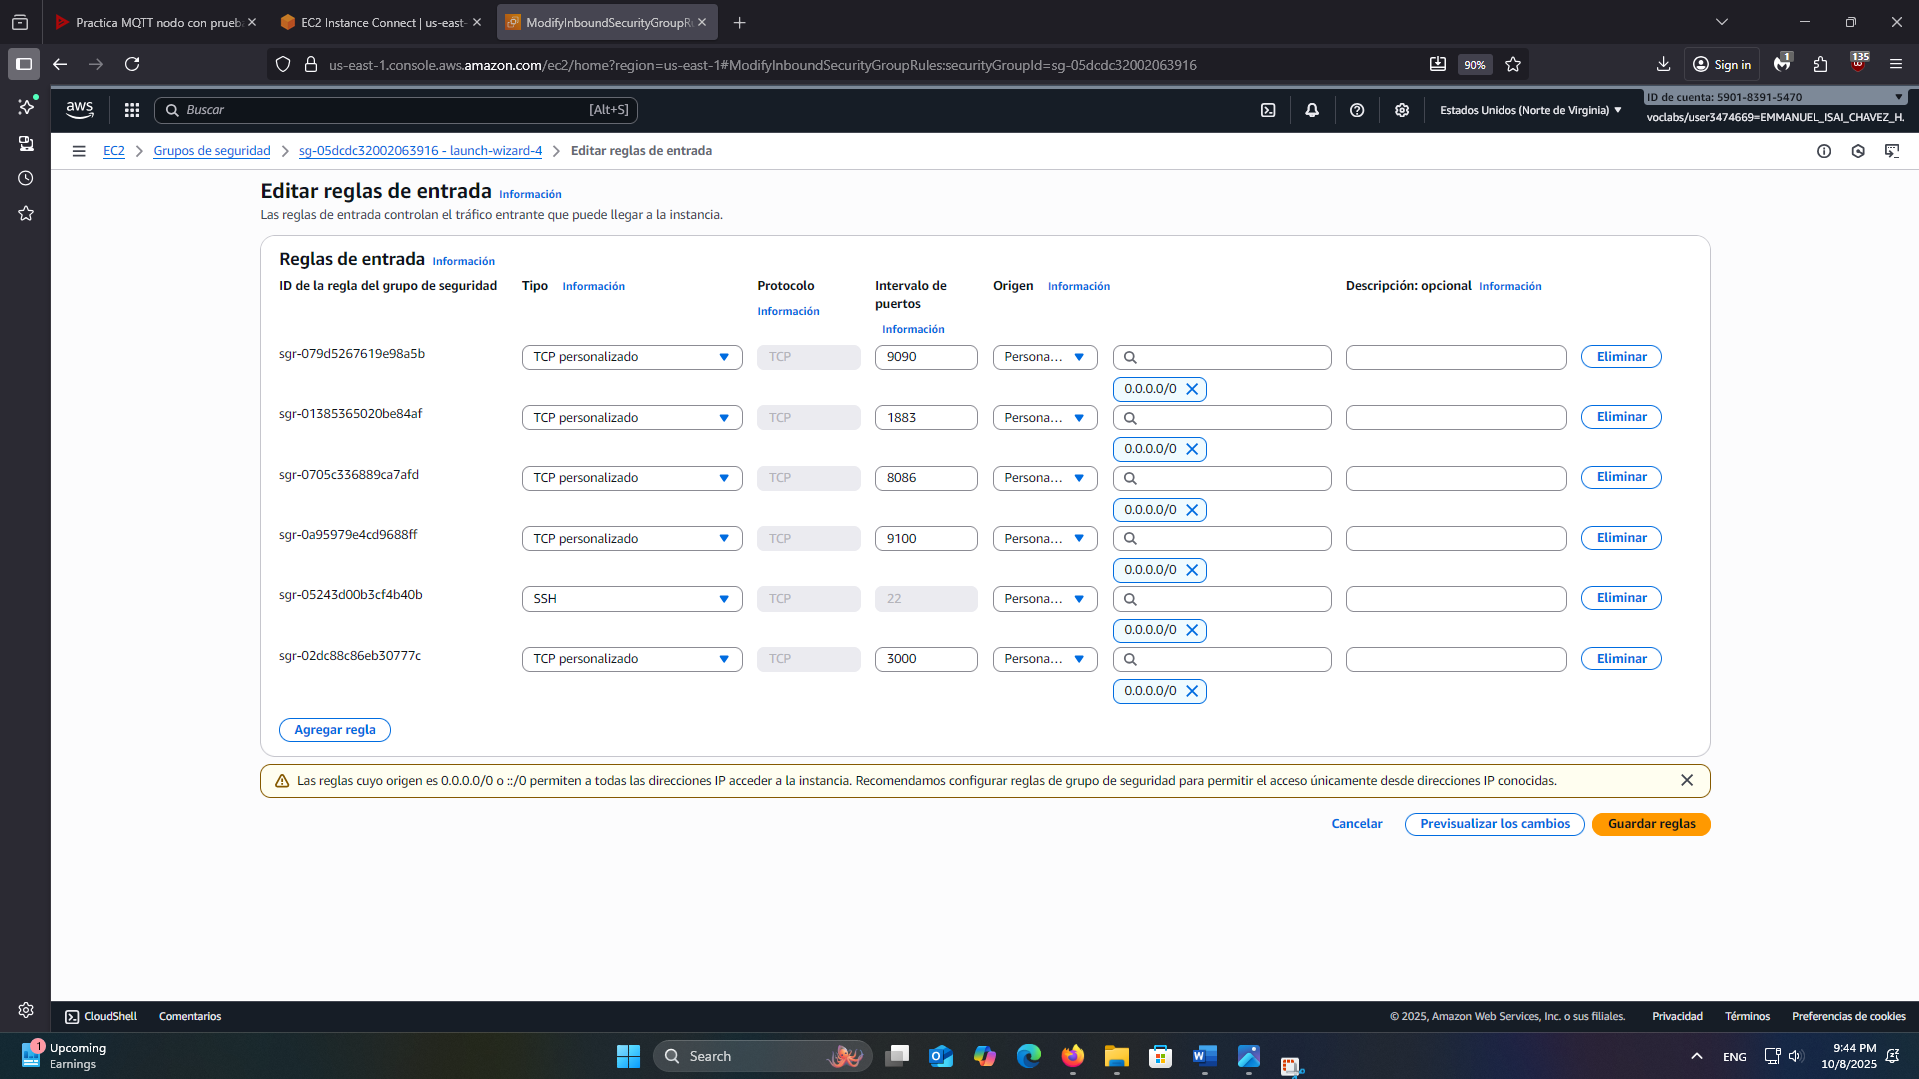 Practica MQTT nodo con prueb
EC2 Instance Connect | us-east-
ModifyInboundSecurityGroupRu
us-east-1.console.aws.amazon.com/ec2/home?region=us-east-1#ModifyInboundSecurityGroupRules:securityGroupId=sg-05dcdc32002063916
90%
Sign in
1
135
aws
Buscar
[Alt+S]
Estados Unidos (Norte de Virginia)
ID de cuenta: 5901-8391-5470
voclabs/user3474669=EMMANUEL_ISAI_CHAVEZ_H.
EC2
Grupos de seguridad
sg-05dcdc32002063916 - launch-wizard-4
Editar reglas de entrada
Editar reglas de entrada Información
Las reglas de entrada controlan el tráfico entrante que puede llegar a la instancia.
Reglas de entrada Información
ID de la regla del grupo de seguridad
Tipo Información
Protocolo
Información
Intervalo de
puertos
Información
Origen Información
Descripción: opcional Información
sgr-079d5267619e98a5b TCP personalizado TCP 9090 Persona... Eliminar
0.0.0.0/0
sgr-01385365020be84af TCP personalizado TCP 1883 Persona... Eliminar
0.0.0.0/0
sgr-0705c336889ca7afd TCP personalizado TCP 8086 Persona... Eliminar
0.0.0.0/0
sgr-0a95979e4cd9688ff TCP personalizado TCP 9100 Persona... Eliminar
0.0.0.0/0
sgr-05243d00b3cf4b40b SSH TCP 22 Persona... Eliminar
0.0.0.0/0
sgr-02dc88c86eb30777c TCP personalizado TCP 3000 Persona... Eliminar
0.0.0.0/0
Agregar regla
Las reglas cuyo origen es 0.0.0.0/0 o ::/0 permiten a todas las direcciones IP acceder a la instancia. Recomendamos configurar reglas de grupo de seguridad para permitir el acceso únicamente desde direcciones IP conocidas.
Cancelar
Previsualizar los cambios
Guardar reglas
CloudShell
Comentarios
© 2025, Amazon Web Services, Inc. o sus filiales.
Privacidad
Términos
Preferencias de cookies
1
Upcoming
Earnings
Search
ENG
9:44 PM
10/8/2025